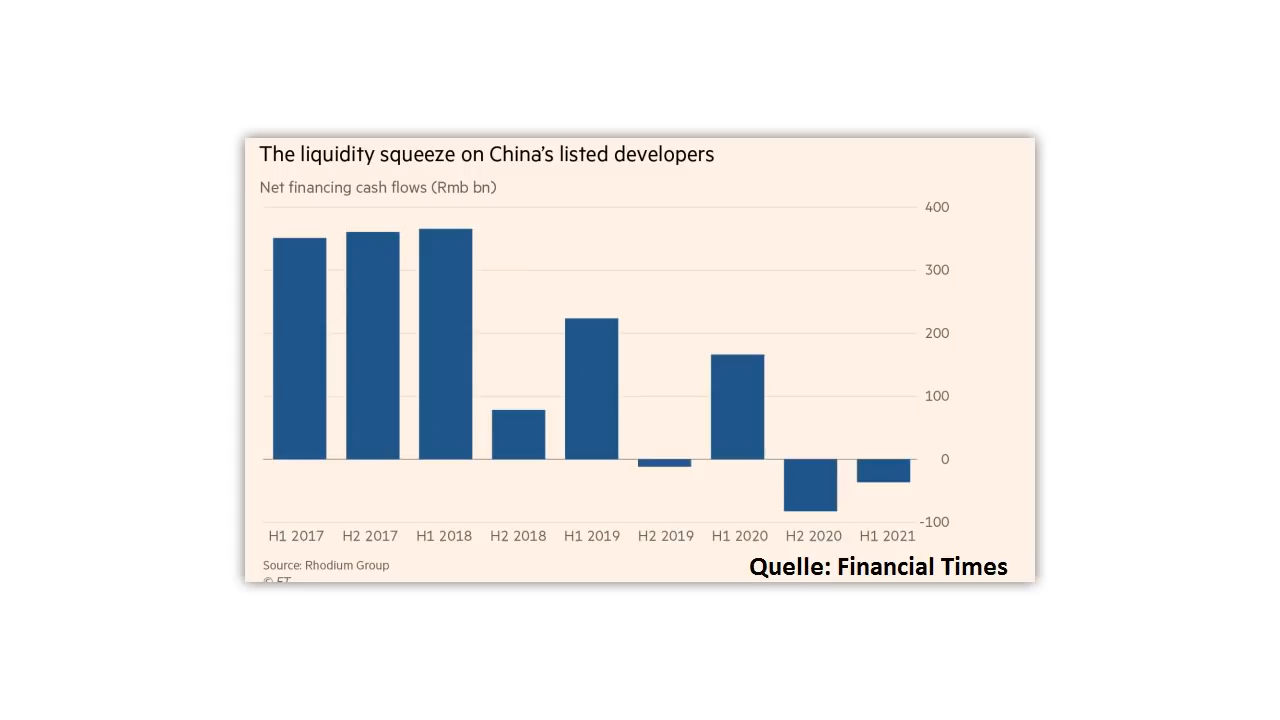 The liquidity squeeze on China's listed developers
Net financing cash flows (Rmb bn)
400
300
200
100
0
-100
H1 2017 H2 2017 H1 2018 H2 2018 H1 2019 H2 2019 H1 2020 H2 2020 H1 2021
Source: Rhodium Group
Quelle: Financial Times
© FT